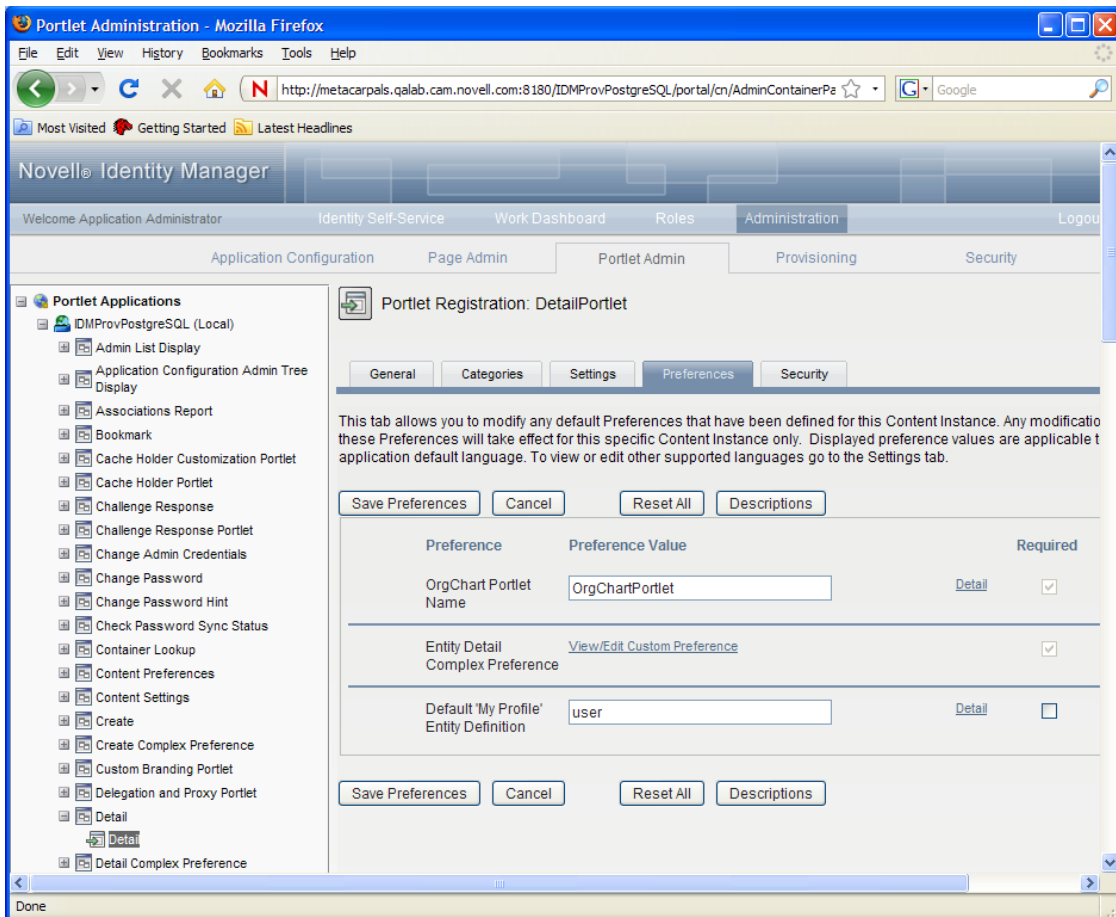 Portlet Administration - Mozilla Firefox
File Edit View History Bookmarks Tools Help
N http://metacarpals.qalab.cam.novell.com:8180/IDMProvPostgreSQL/portal/cn/AdminContainerPa G Google
Most Visited Getting Started Latest Headlines
Novell® Identity Manager
Welcome Application Administrator Identity Self-Service Work Dashboard Roles Administration Logou
Application Configuration Page Admin Portlet Admin Provisioning Security
Portlet Applications
IDMProvPostgreSQL (Local)
Admin List Display
Application Configuration Admin Tree
Display
Associations Report
Bookmark
Cache Holder Customization Portlet
Cache Holder Portlet
Challenge Response
Challenge Response Portlet
Change Admin Credentials
Change Password
Change Password Hint
Check Password Sync Status
Container Lookup
Content Preferences
Content Settings
Create
Create Complex Preference
Custom Branding Portlet
Delegation and Proxy Portlet
Detail
Detail
Detail Complex Preference
Portlet Registration: DetailPortlet
General Categories Settings Preferences Security
This tab allows you to modify any default Preferences that have been defined for this Content Instance. Any modificatio
these Preferences will take effect for this specific Content Instance only. Displayed preference values are applicable t
application default language. To view or edit other supported languages go to the Settings tab.
Save Preferences Cancel Reset All Descriptions
Preference Preference Value Required
OrgChart Portlet
Name
OrgChartPortlet Detail
Entity Detail
Complex Preference
View/Edit Custom Preference
Default 'My Profile'
Entity Definition
user Detail
Save Preferences Cancel Reset All Descriptions
Done